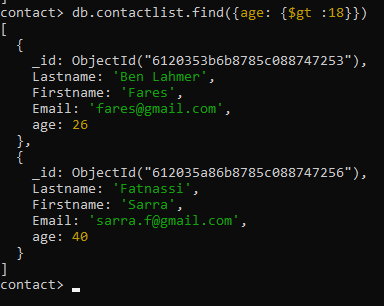 contact> db.contactlist.find({age: {$gt :18}})
[
  {
    _id: ObjectId("6120353b6b8785c088747253"),
    Lastname: 'Ben Lahmer',
    Firstname: 'Fares',
    Email: 'fares@gmail.com',
    age: 26
  },
  {
    _id: ObjectId("612035a86b8785c088747256"),
    Lastname: 'Fatnassi',
    Firstname: 'Sarra',
    Email: 'sarra.f@gmail.com',
    age: 40
  }
]
contact> _